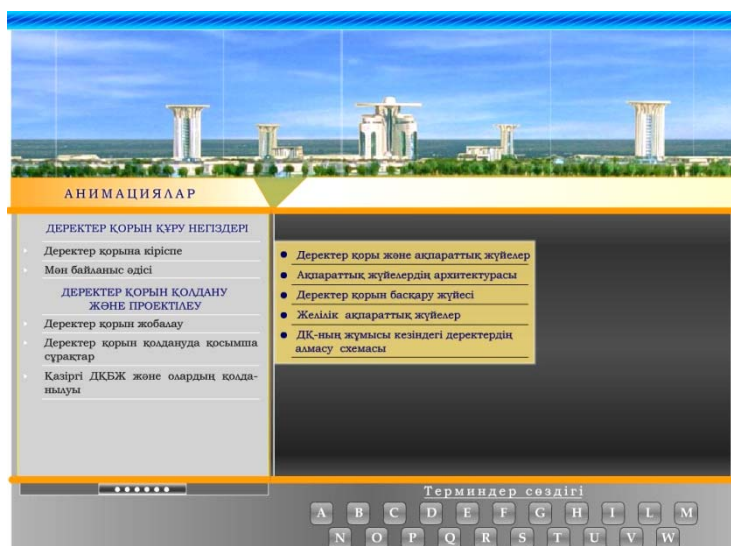 АНИМАЦИЯЛАР
ДЕРЕКТЕР ҚОРЫН ҚҰРУ НЕГІЗДЕРІ
Деректер қорына кіріспе
Мән байланыс әдісі
ДЕРЕКТЕР ҚОРЫН ҚОЛДАНУ
ЖӘНЕ ПРОЕКТІЛЕУ
Деректер қорын жобалау
Деректер қорын қолдануда қосымша
сұрақтар
Қазіргі ДҚБЖ және олардың қолда-
нылуы
Деректер қоры және ақпараттық жүйелер
Ақпараттық жүйелердің архитектурасы
Деректер қорын басқару жүйесі
Желілік ақпараттық жүйелер
ДҚ-ның жұмысы кезіндегі деректердің
алмасу схемасы
Терминдер сөздігі
A B C D E F G H I L M
N O P Q R S T U V W